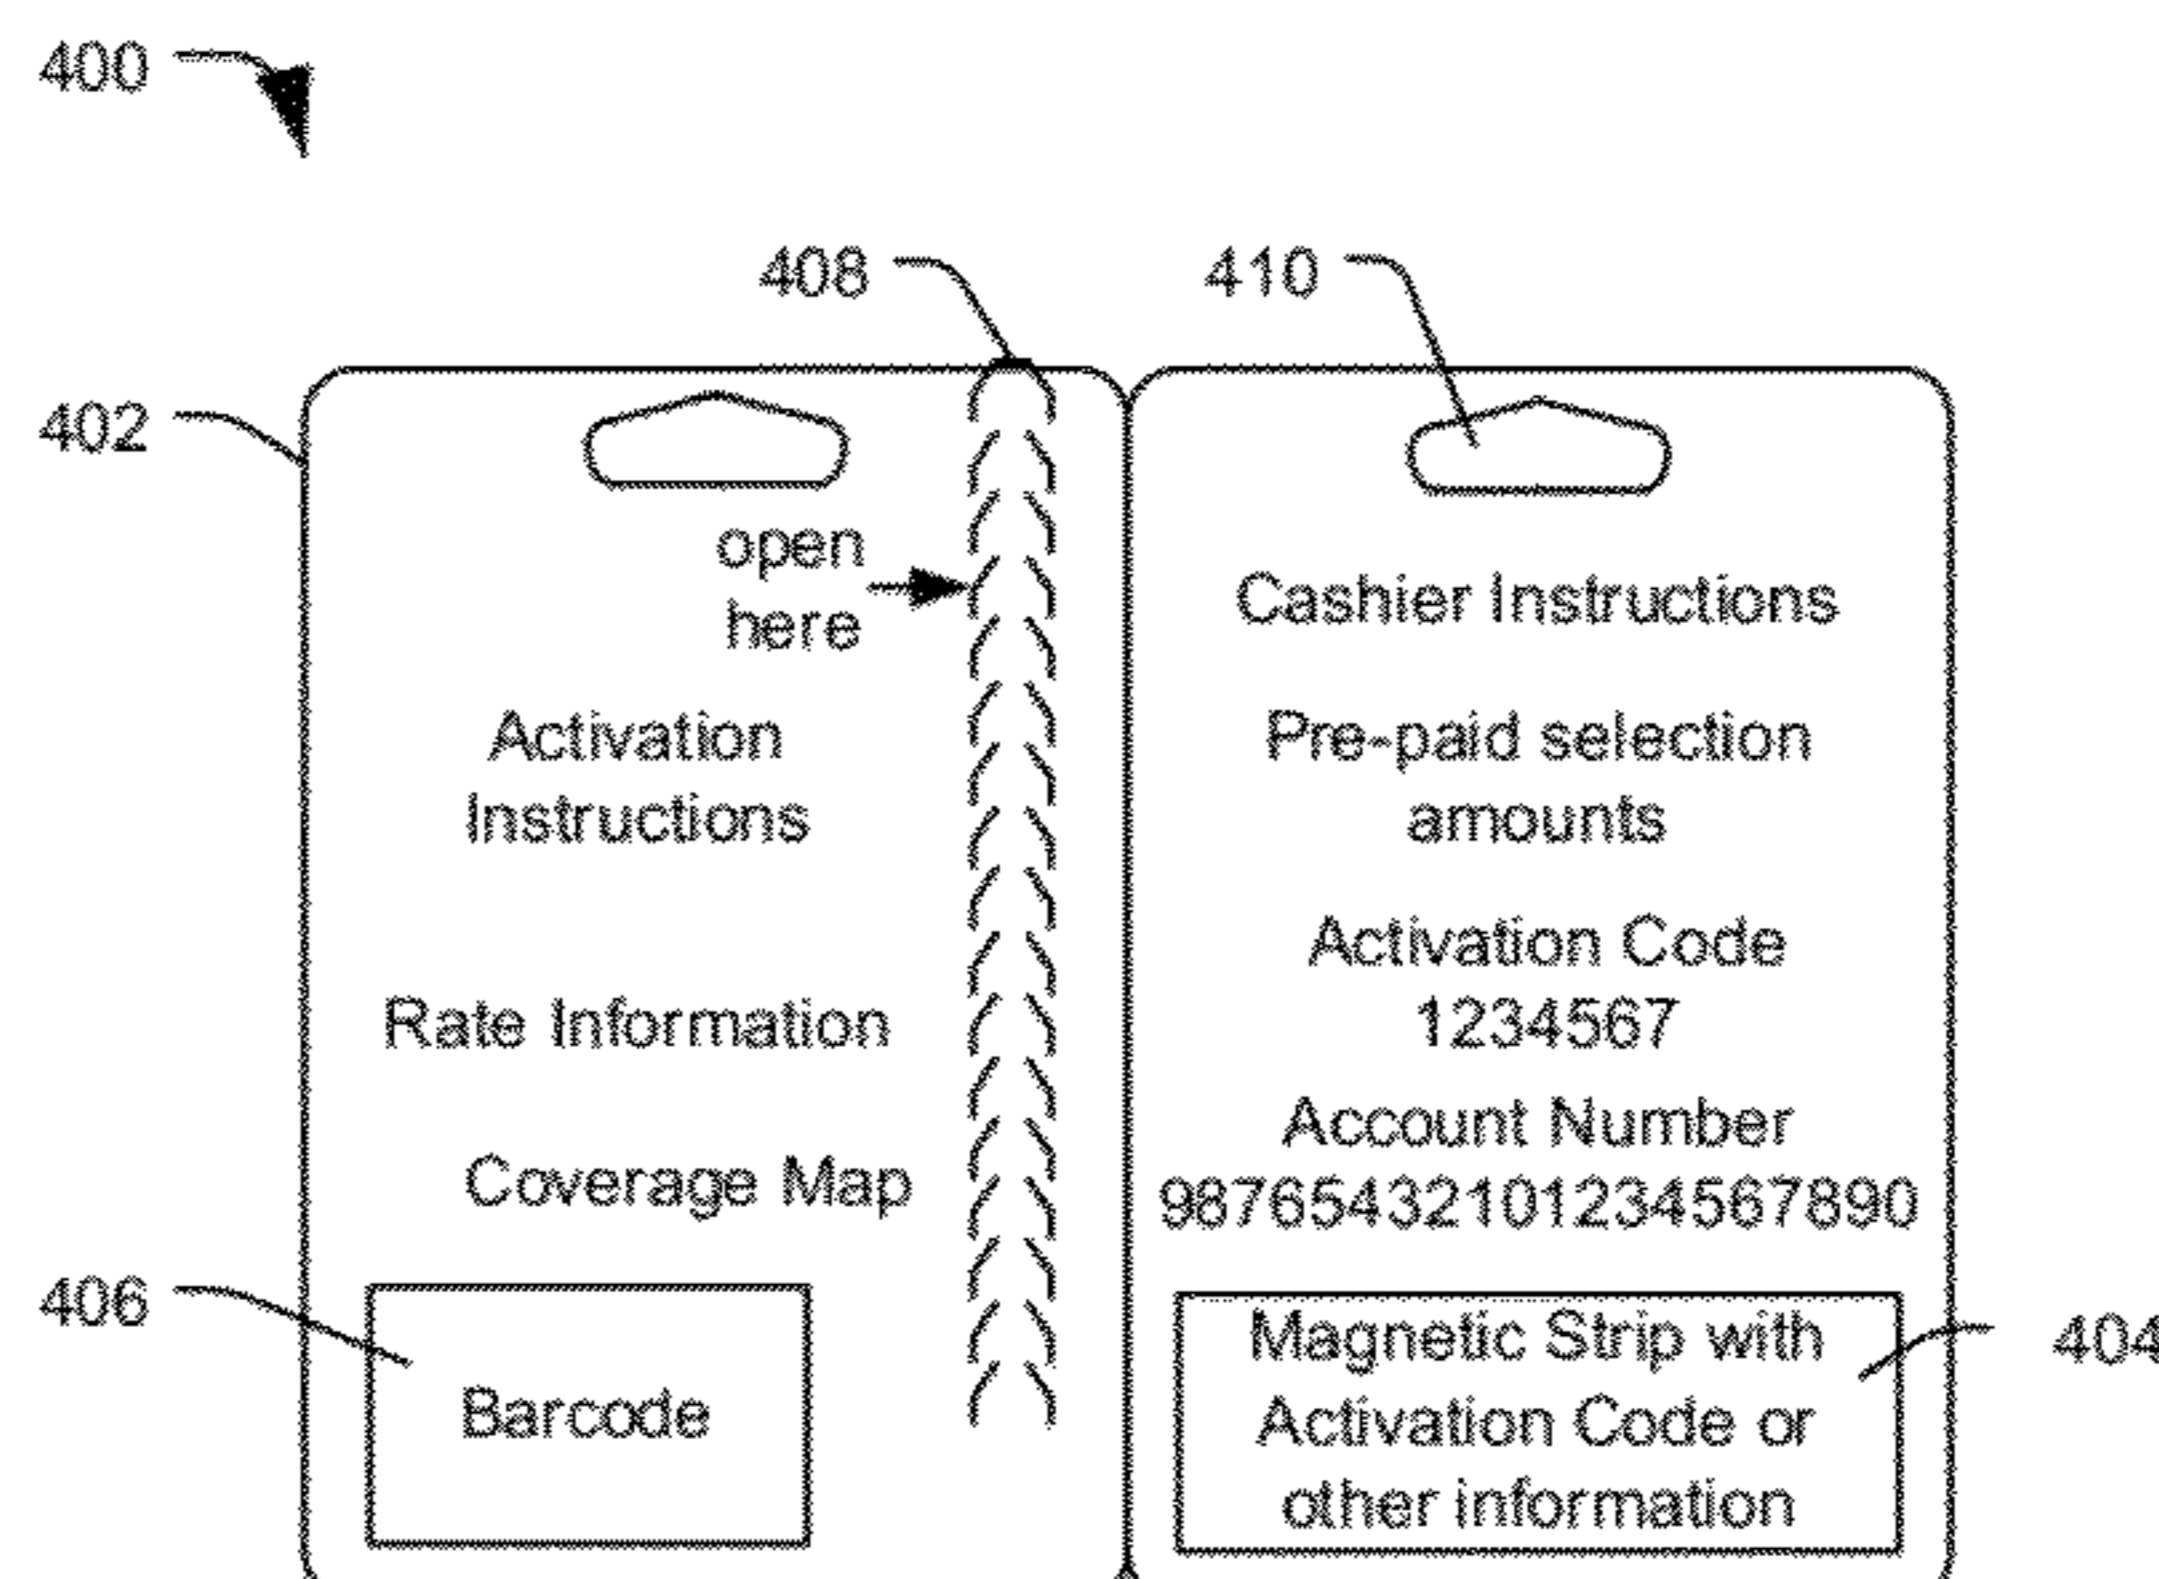 400
408
410
402
open
here
Activation
Instructions
Rate Information
Coverage Map
406
Barcode
Cashier Instructions
Pre-paid selection
amounts
Activation Code
1234567
Account Number
98765432101234567890
Magnetic Strip with
Activation Code or
other information
404